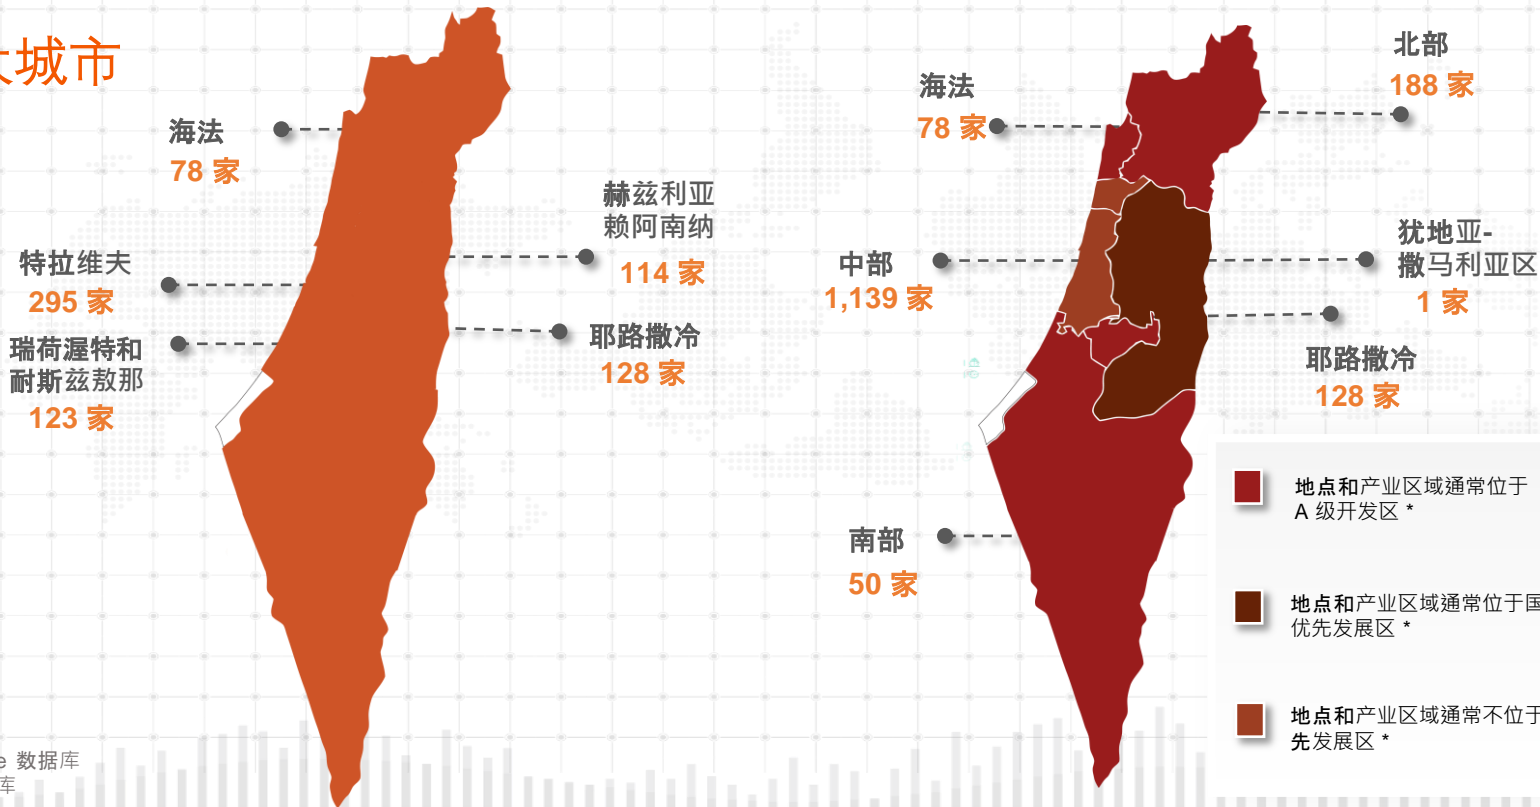 大城市
海法
78 家
特拉维夫
295 家
瑞荷渥特和
耐斯兹敖那
123 家
赫兹利亚
赖阿南纳
114 家
耶路撒冷
128 家
e 数据库
库
海法
78 家
中部
1,139 家
南部
50 家
北部
188 家
犹地亚-
撒马利亚区
1 家
耶路撒冷
128 家
地点和产业区域通常位于
A 级开发区 *
地点和产业区域通常位于国
优先发展区 *
地点和产业区域通常不位于
先发展区 *